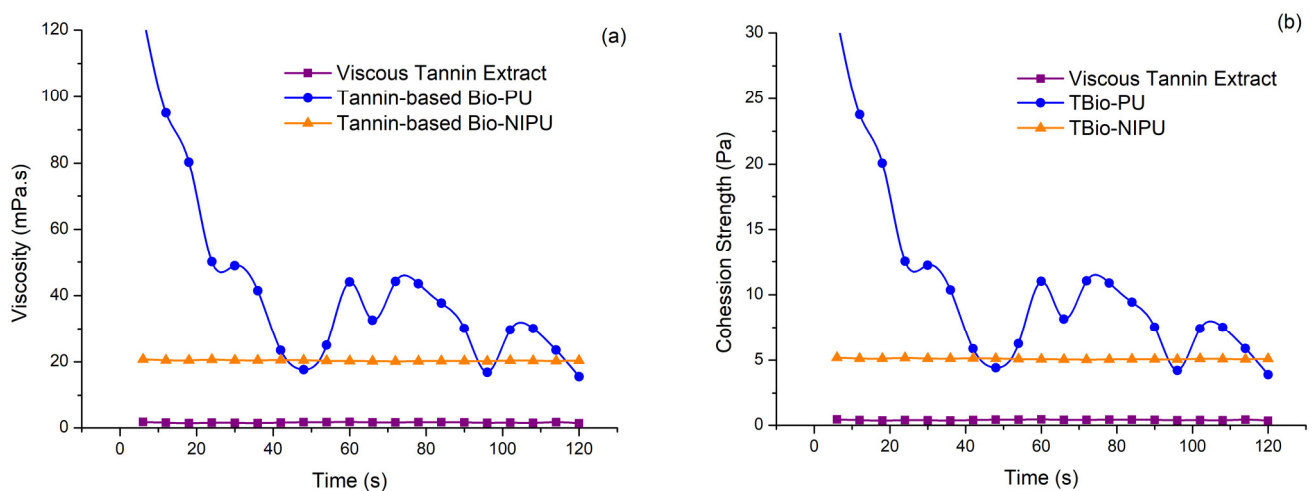 (a)
120
100
80
60
40
20
0
Viscosity (mPa.s)
Viscous Tannin Extract
Tannin-based Bio-PU
Tannin-based Bio-NIPU
0 20 40 60 80 100 120
Time (s)
(b)
30
25
20
15
10
5
0
Cohession Strength (Pa)
Viscous Tannin Extract
TBio-PU
TBio-NIPU
0 20 40 60 80 100 120
Time (s)